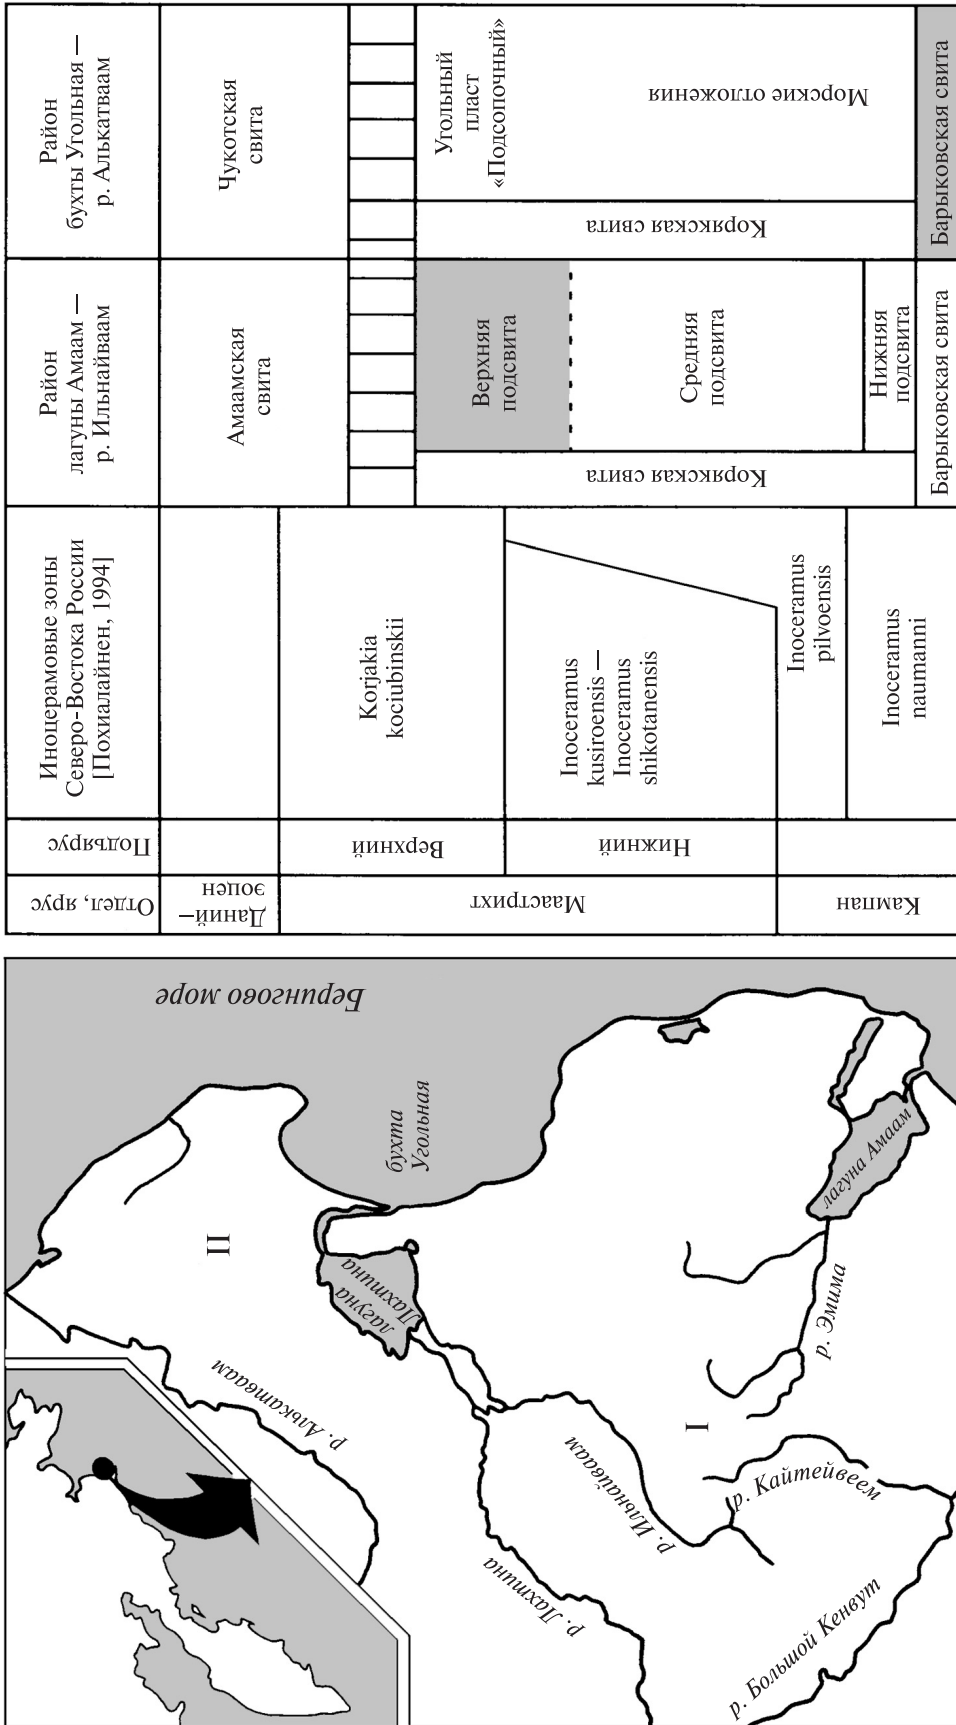 Отдел, ярус
Подъярус
Иноцерамовые зоны
Северо-Востока России
[Похиалайнен, 1994]
Район
лагуны Амаам —
р. Ильнайваам
Район
бухты Угольная —
р. Алькатваам
Даний–
эоцен
Амаамская
свита
Чукотская
свита
Маастрихт
Верхний
Нижний
Korjakia
kociubinskii
Inoceramus
kusiroensis —
Inoceramus
shikotanensis
Корякская свита
Верхняя
подсвита
Средняя
подсвита
Нижняя
подсвита
Корякская свита
Угольный
пласт
«Подсопочный»
Морские отложения
Кампан
Inoceramus
pilvoensis
Inoceramus
naumanni
Барыковская свита
Барыковская свита
Берингово море
бухта
Угольная
II
лагуна
Лахтина
р. Алькатваам
лагуна Амаам
р. Эмима
I
р. Ильнайваам
р. Кайтейвеем
р. Лахтина
р. Большой Кенвут